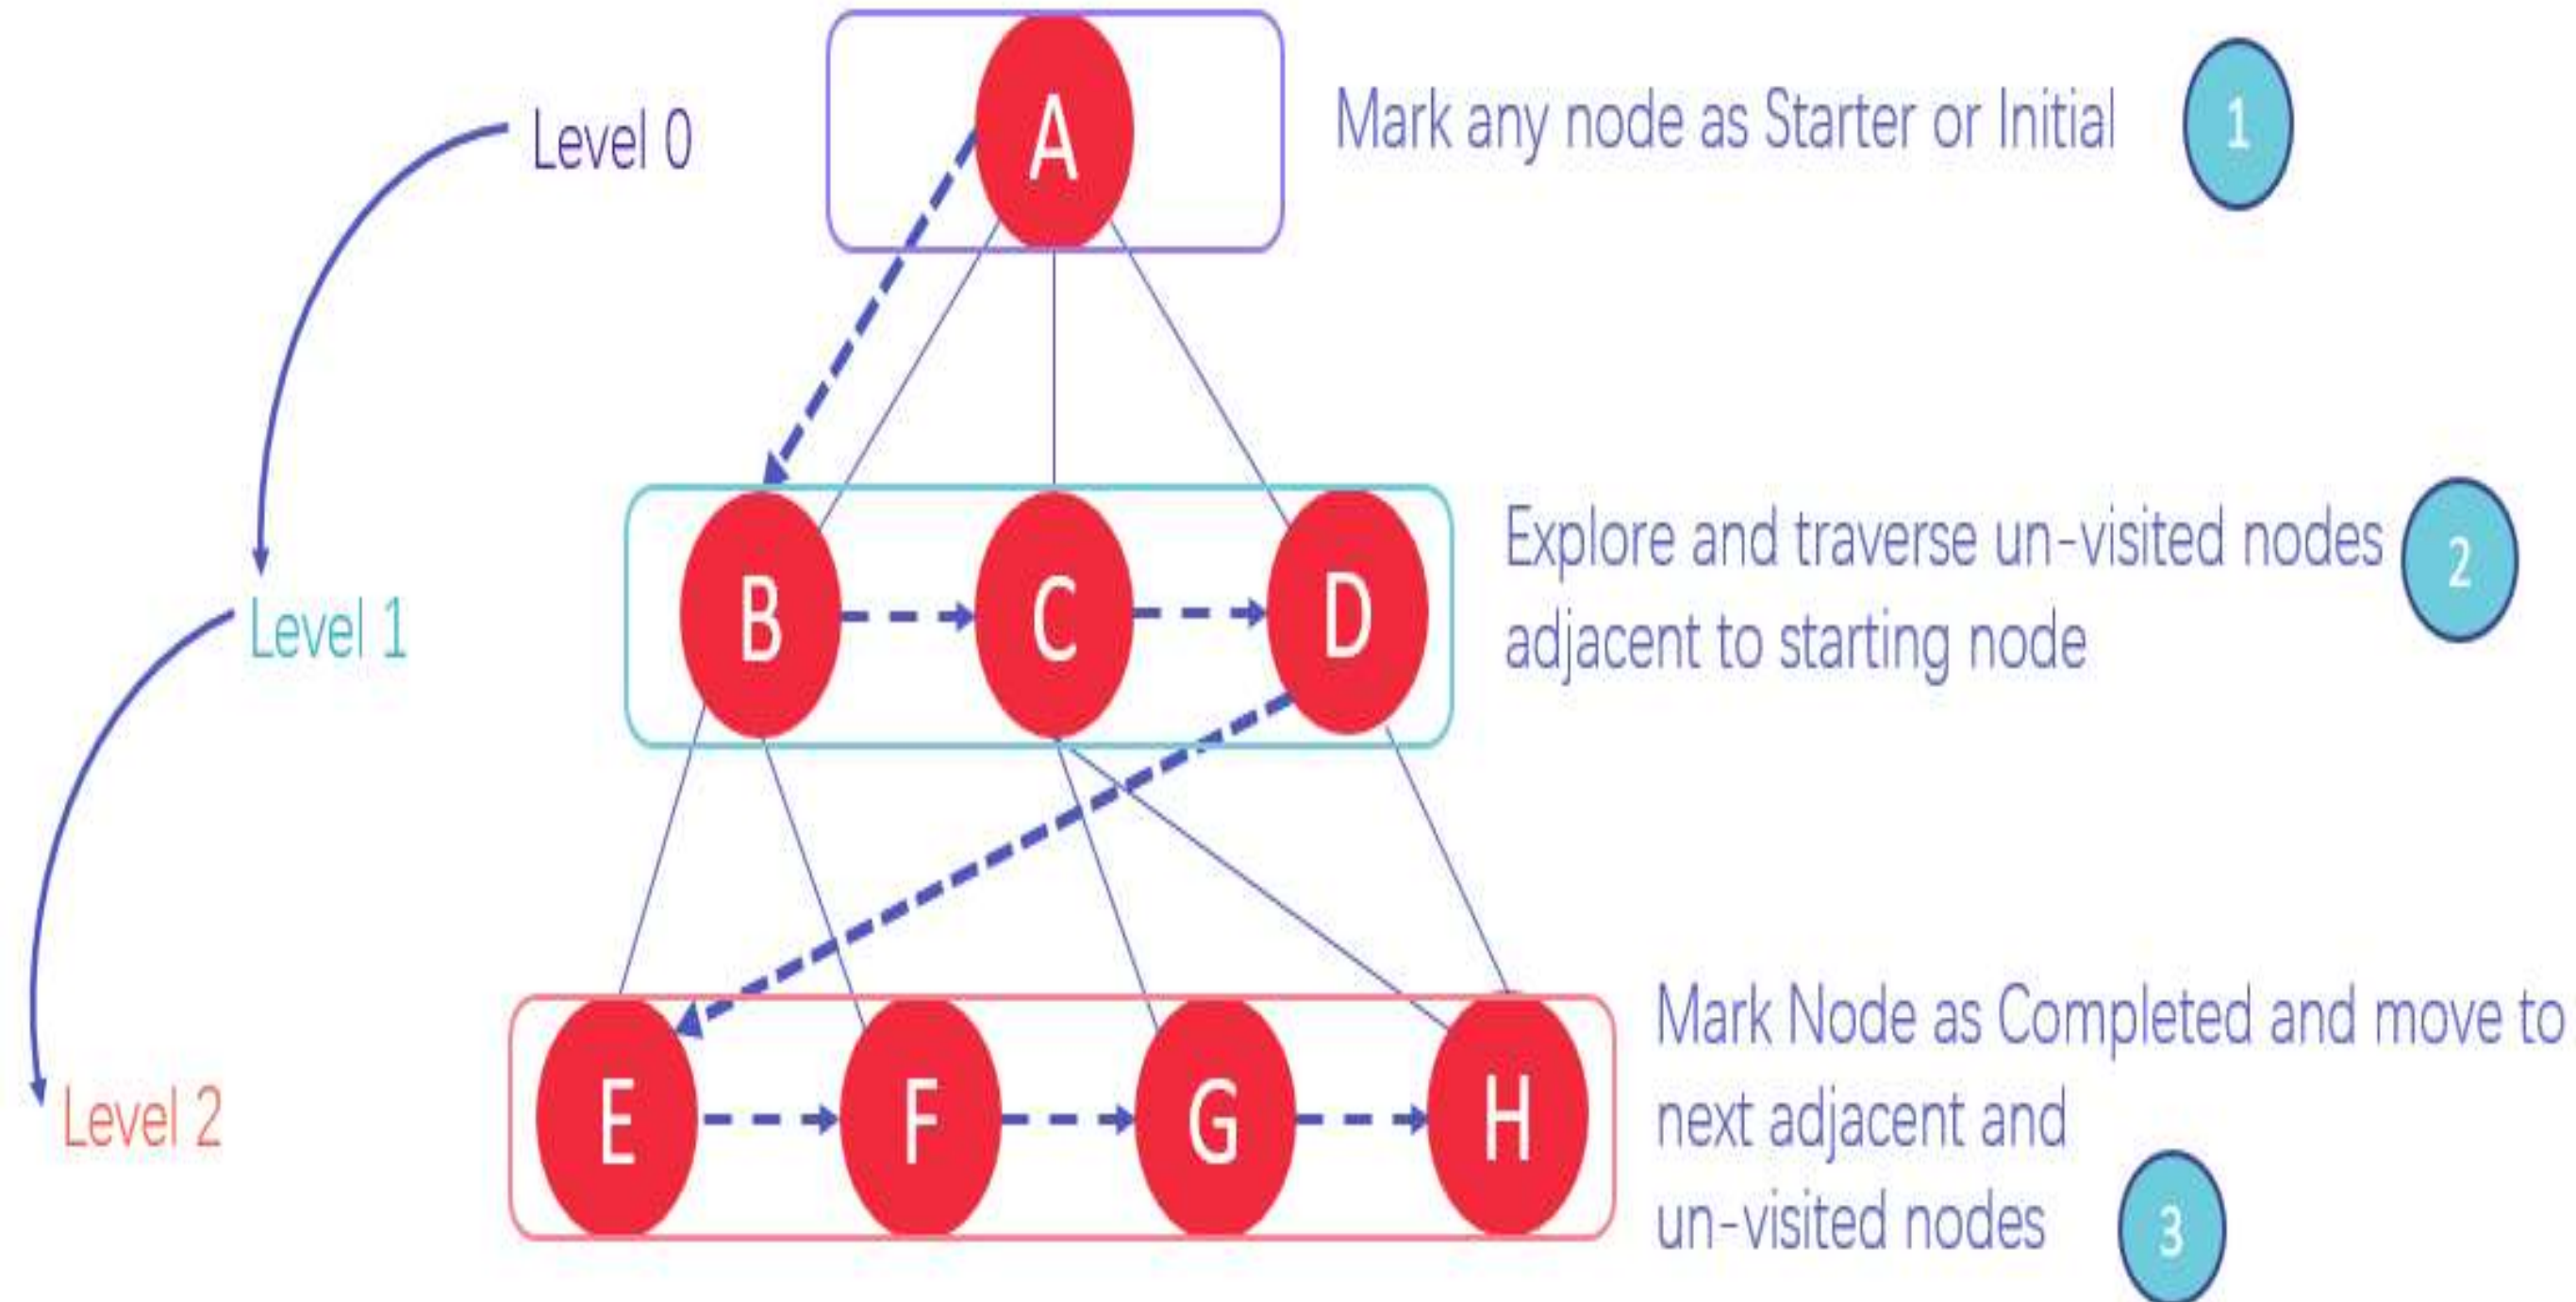 Level 0
A
Mark any node as Starter or Initial
1
Level 1
B
C
D
Explore and traverse un-visited nodes
adjacent to starting node
2
Level 2
E
F
G
H
Mark Node as Completed and move to
next adjacent and
un-visited nodes
3